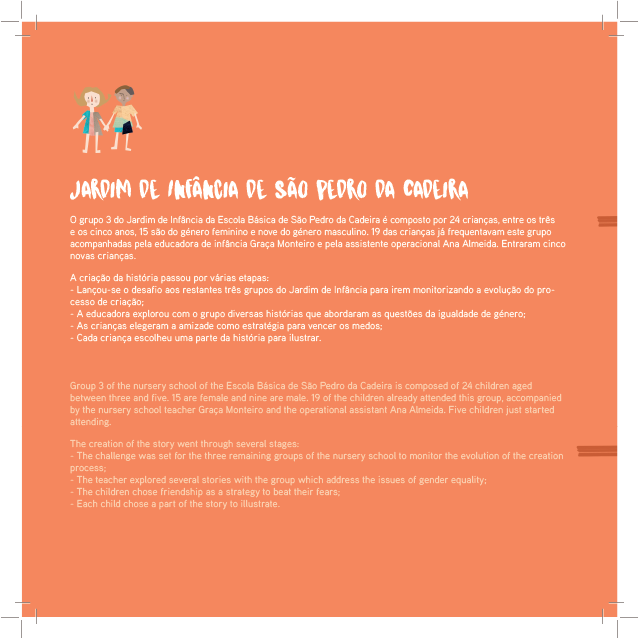 JARDIM DE INFÂNCIA DE SÃO PEDRO DA CADEIRA
O grupo 3 do Jardim de Infância da Escola Básica de São Pedro da Cadeira é composto por 24 crianças, entre os três
e os cinco anos, 15 são do género feminino e nove do género masculino. 19 das crianças já frequentavam este grupo
acompanhadas pela educadora de infância Graça Monteiro e pela assistente operacional Ana Almeida. Entraram cinco
novas crianças.
A criação da história passou por várias etapas:
- Lançou-se o desafio aos restantes três grupos do Jardim de Infância para irem monitorizando a evolução do pro-
cesso de criação;
- A educadora explorou com o grupo diversas histórias que abordaram as questões da igualdade de género;
- As crianças elegeram a amizade como estratégia para vencer os medos;
- Cada criança escolheu uma parte da história para ilustrar.
Group 3 of the nursery school of the Escola Básica de São Pedro da Cadeira is composed of 24 children aged
between three and five. 15 are female and nine are male. 19 of the children already attended this group, accompanied
by the nursery school teacher Graça Monteiro and the operational assistant Ana Almeida. Five children just started
attending.
The creation of the story went through several stages:
- The challenge was set for the three remaining groups of the nursery school to monitor the evolution of the creation
process;
- The teacher explored several stories with the group which address the issues of gender equality;
- The children chose friendship as a strategy to beat their fears;
- Each child chose a part of the story to illustrate.